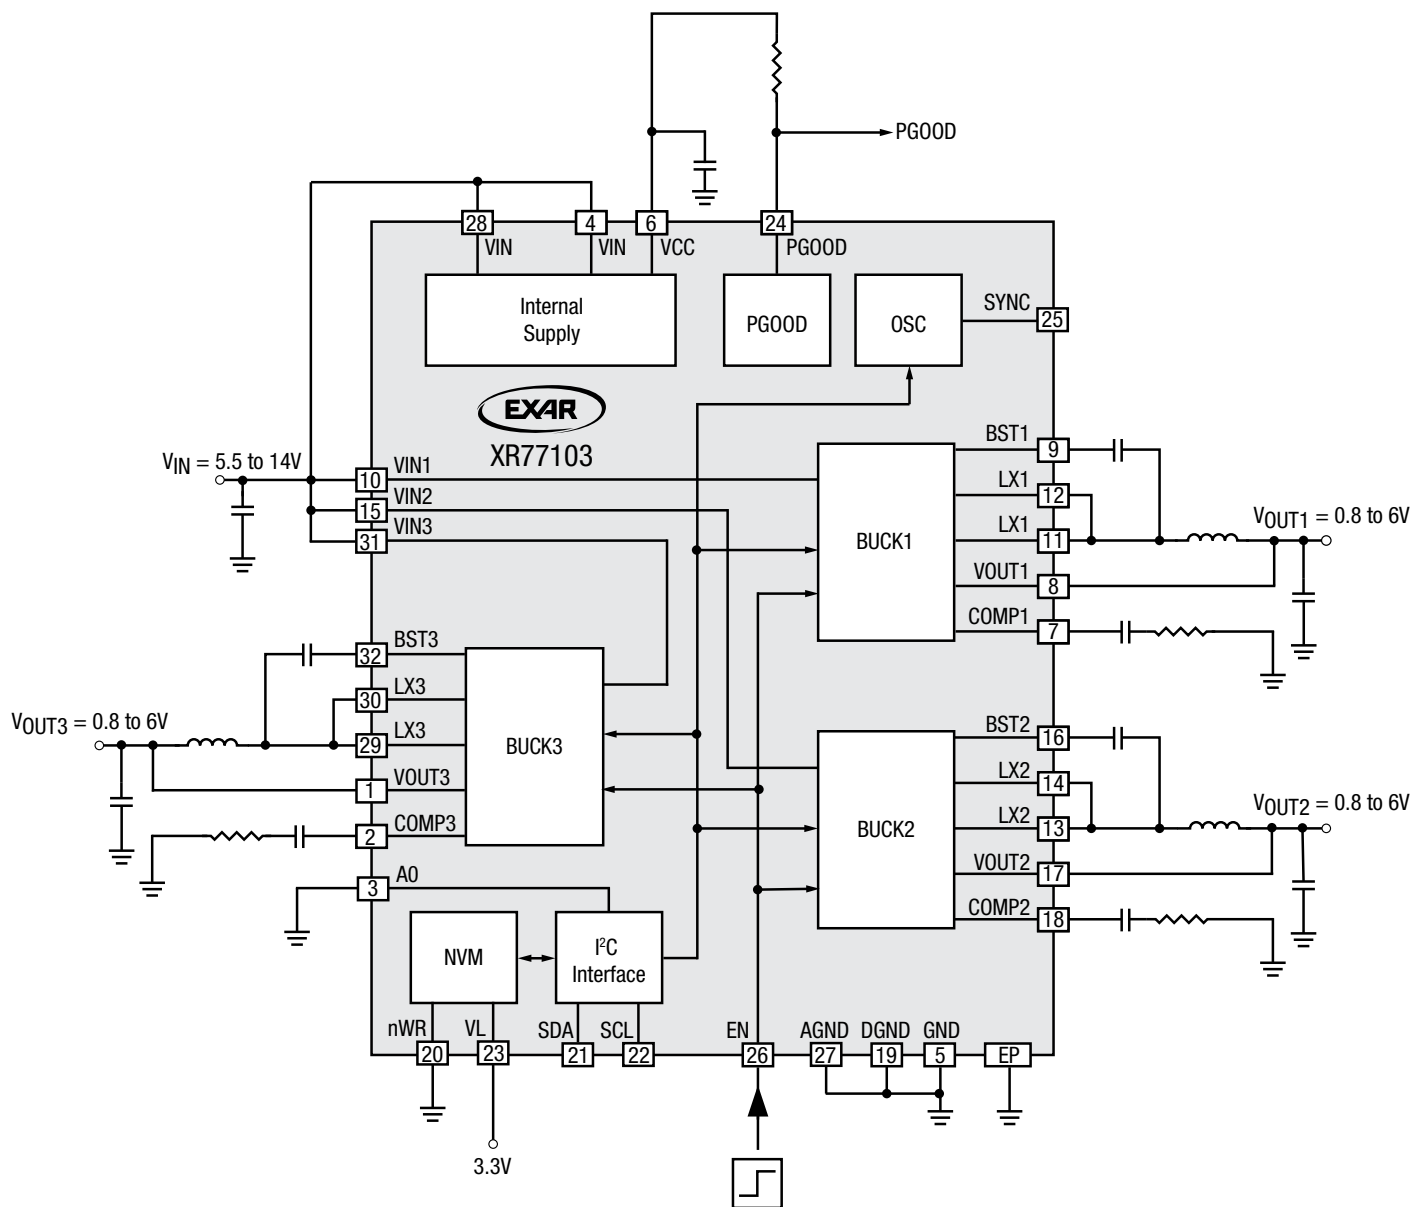 PGOOD
28
4
6
24
VIN
VIN
VCC
PGOOD
Internal
Supply
PGOOD
OSC
SYNC
25
EXAR
XR77103
VIN = 5.5 to 14V
10
VIN1
15
VIN2
31
VIN3
BUCK1
BST1
9
LX1
12
LX1
11
VOUT1
8
COMP1
7
VOUT1 = 0.8 to 6V
32
BST3
30
LX3
29
LX3
1
VOUT3
2
COMP3
VOUT3 = 0.8 to 6V
BUCK3
3
A0
BUCK2
BST2
16
LX2
14
LX2
13
VOUT2
17
COMP2
18
VOUT2 = 0.8 to 6V
NVM
I²C
Interface
nWR
VL
SDA
SCL
EN
AGND
DGND
GND
20
23
21
22
26
27
19
5
EP
3.3V